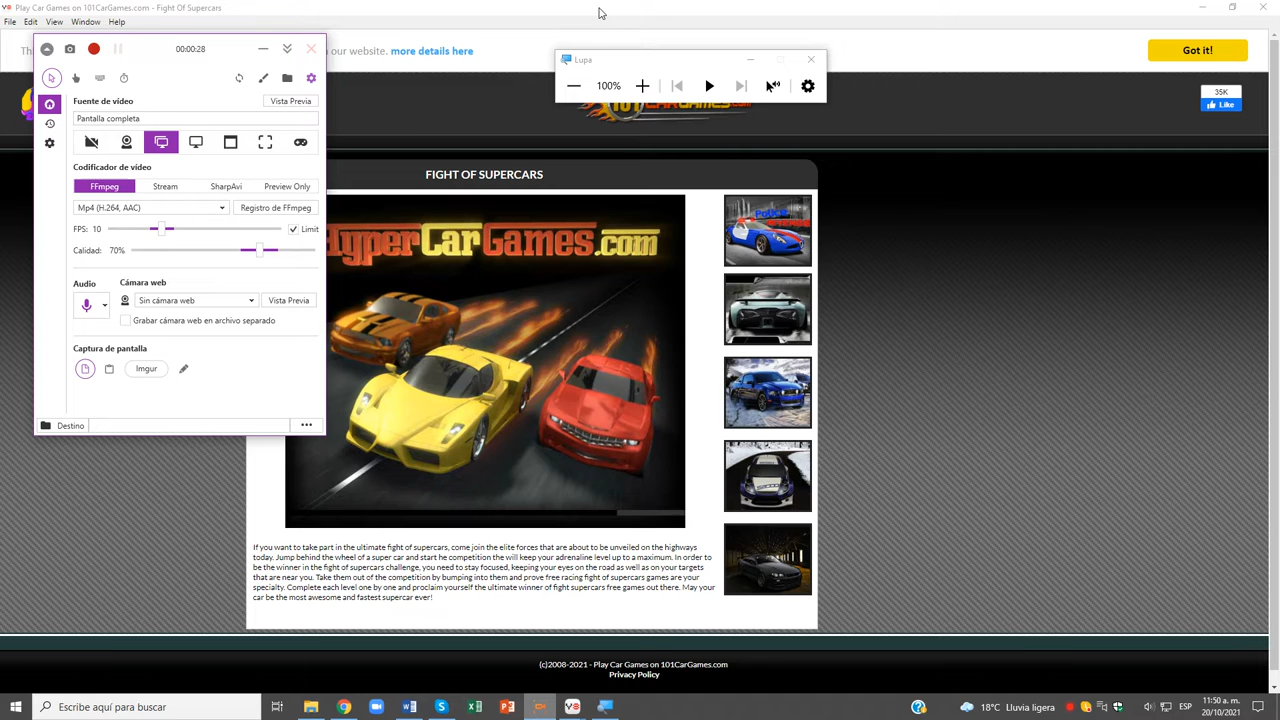 Play Car Games on 101CarGames.com - Fight Of Supercars
File Edit View Window Help
Th
on our website. more details here
Got it!
00:00:28
Lupa
100%
35K
Like
Fuente de vídeo
Vista Previa
Pantalla completa
Codificador de vídeo
FFmpeg Stream SharpAvi Preview Only
Mp4 (H.264, AAC)
Registro de FFmpeg
FPS: 10
Limit
Calidad: 70%
Audio
Cámara web
Sin cámara web
Vista Previa
Grabar cámara web en archivo separado
Captura de pantalla
Imgur
Destino
101CarGames.com
FIGHT OF SUPERCARS
HyperCarGames.com
POLICE
If you want to take part in the ultimate fight of supercars, come join the elite forces that are about to be unveiled on the highways
today. Jump behind the wheel of a super car and start he competition the will keep your adrenaline level up to a maximum. In order to
be the winner in the fight of supercars challenge, you need to stay focused, keeping your eyes on the road as well as on your targets
that are near you. Take them out of the competition by bumping into them and prove free racing fight of supercars games are your
specialty. Complete each level one by one and proclaim yourself the ultimate winner of fight supercars free games out there. May your
car be the most awesome and fastest supercar ever!
(c)2008-2021 - Play Car Games on 101CarGames.com
Privacy Policy
Escribe aquí para buscar
18°C Lluvia ligera
ESP
11:50 a. m.
20/10/2021